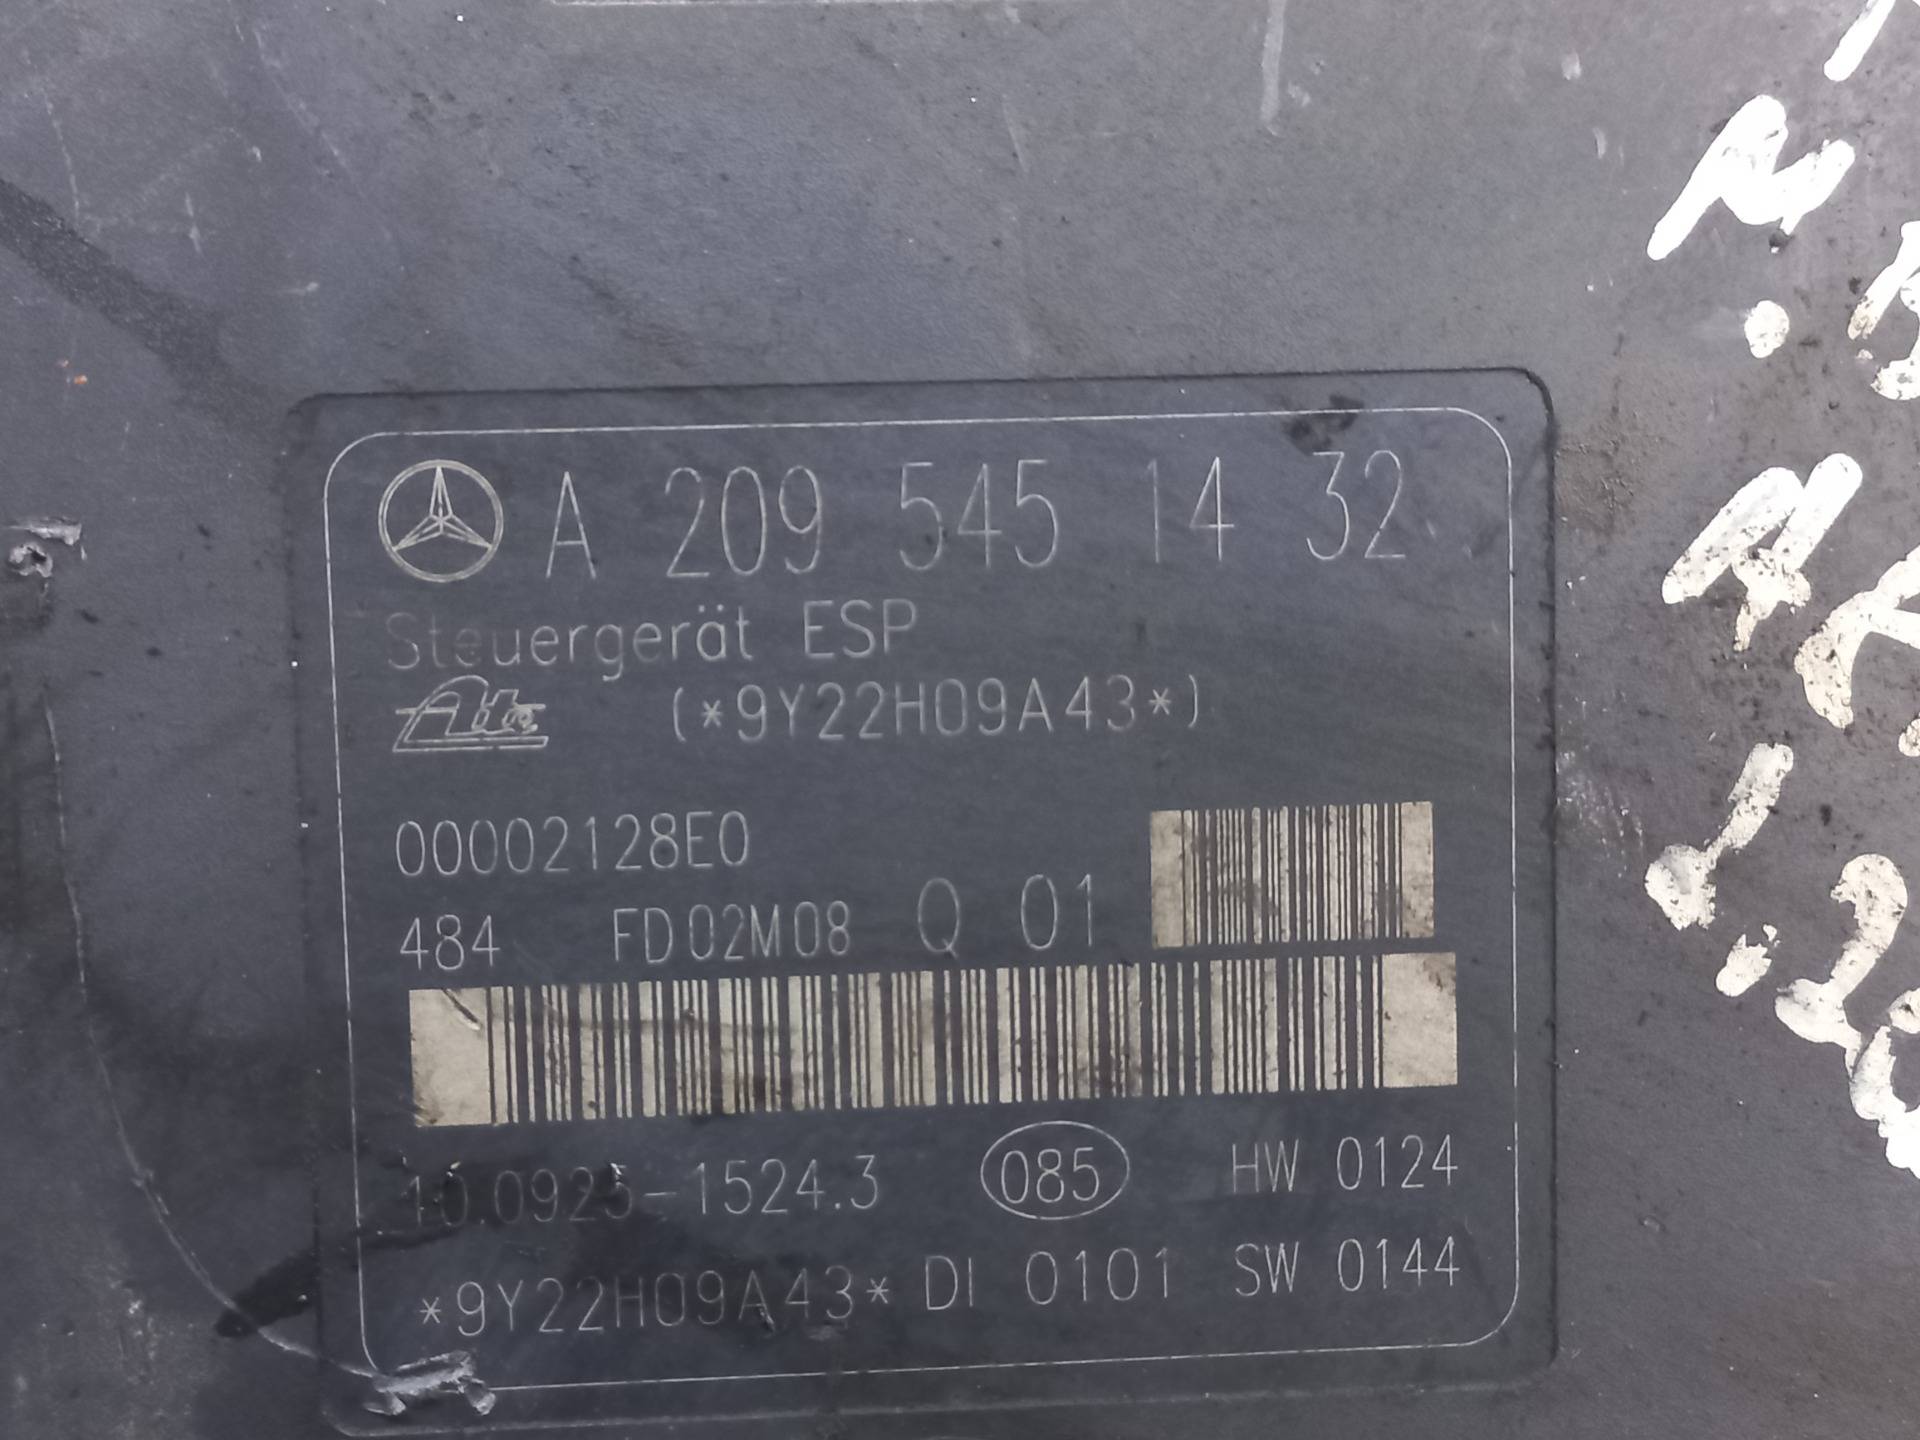 A 209 545 14 32
Steuergerät ESP
Ate (*9Y22H09A43*)
00002128E0
484 FD02M08 Q 01
10.0925-1524.3 085 HW 0124
*9Y22H09A43* DI 0101 SW 0144